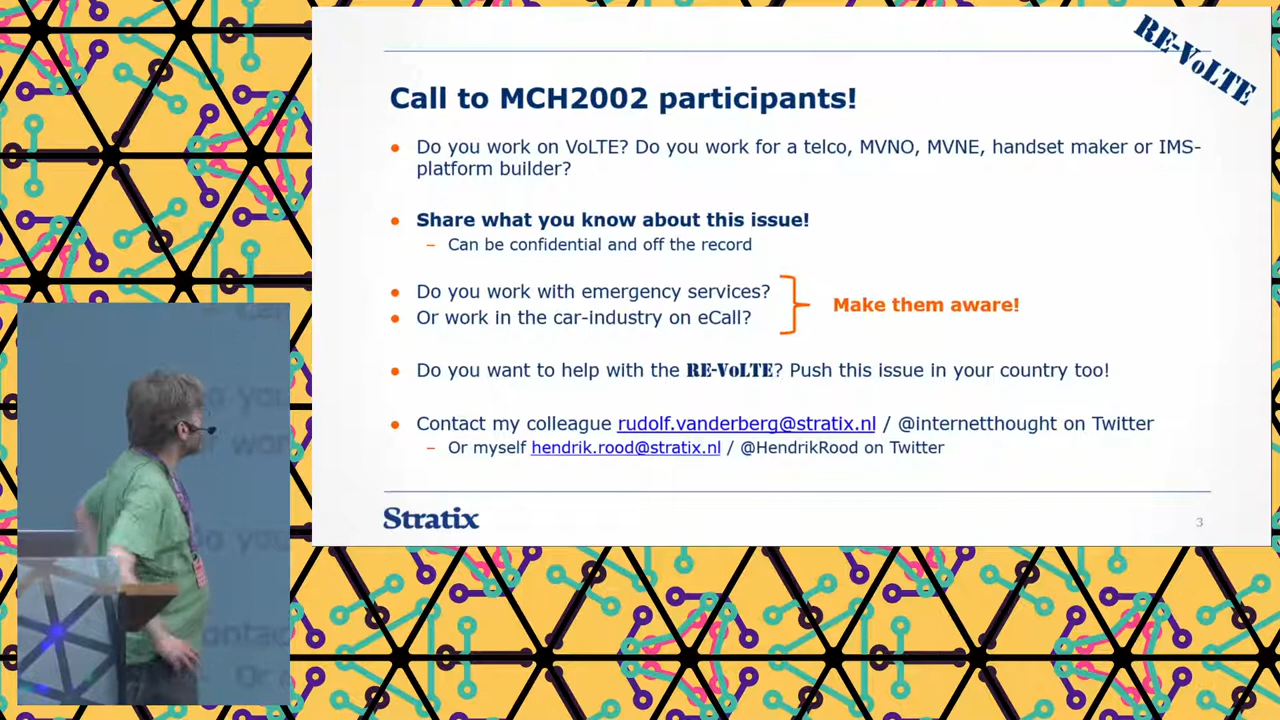 RE-VoLTE
Call to MCH2002 participants!
• Do you work on VoLTE? Do you work for a telco, MVNO, MVNE, handset maker or IMS-
platform builder?
• Share what you know about this issue!
– Can be confidential and off the record
• Do you work with emergency services?
• Or work in the car-industry on eCall?
Make them aware!
• Do you want to help with the RE-VoLTE? Push this issue in your country too!
• Contact my colleague rudolf.vanderberg@stratix.nl / @internetthought on Twitter
– Or myself hendrik.rood@stratix.nl / @HendrikRood on Twitter
Stratix
3